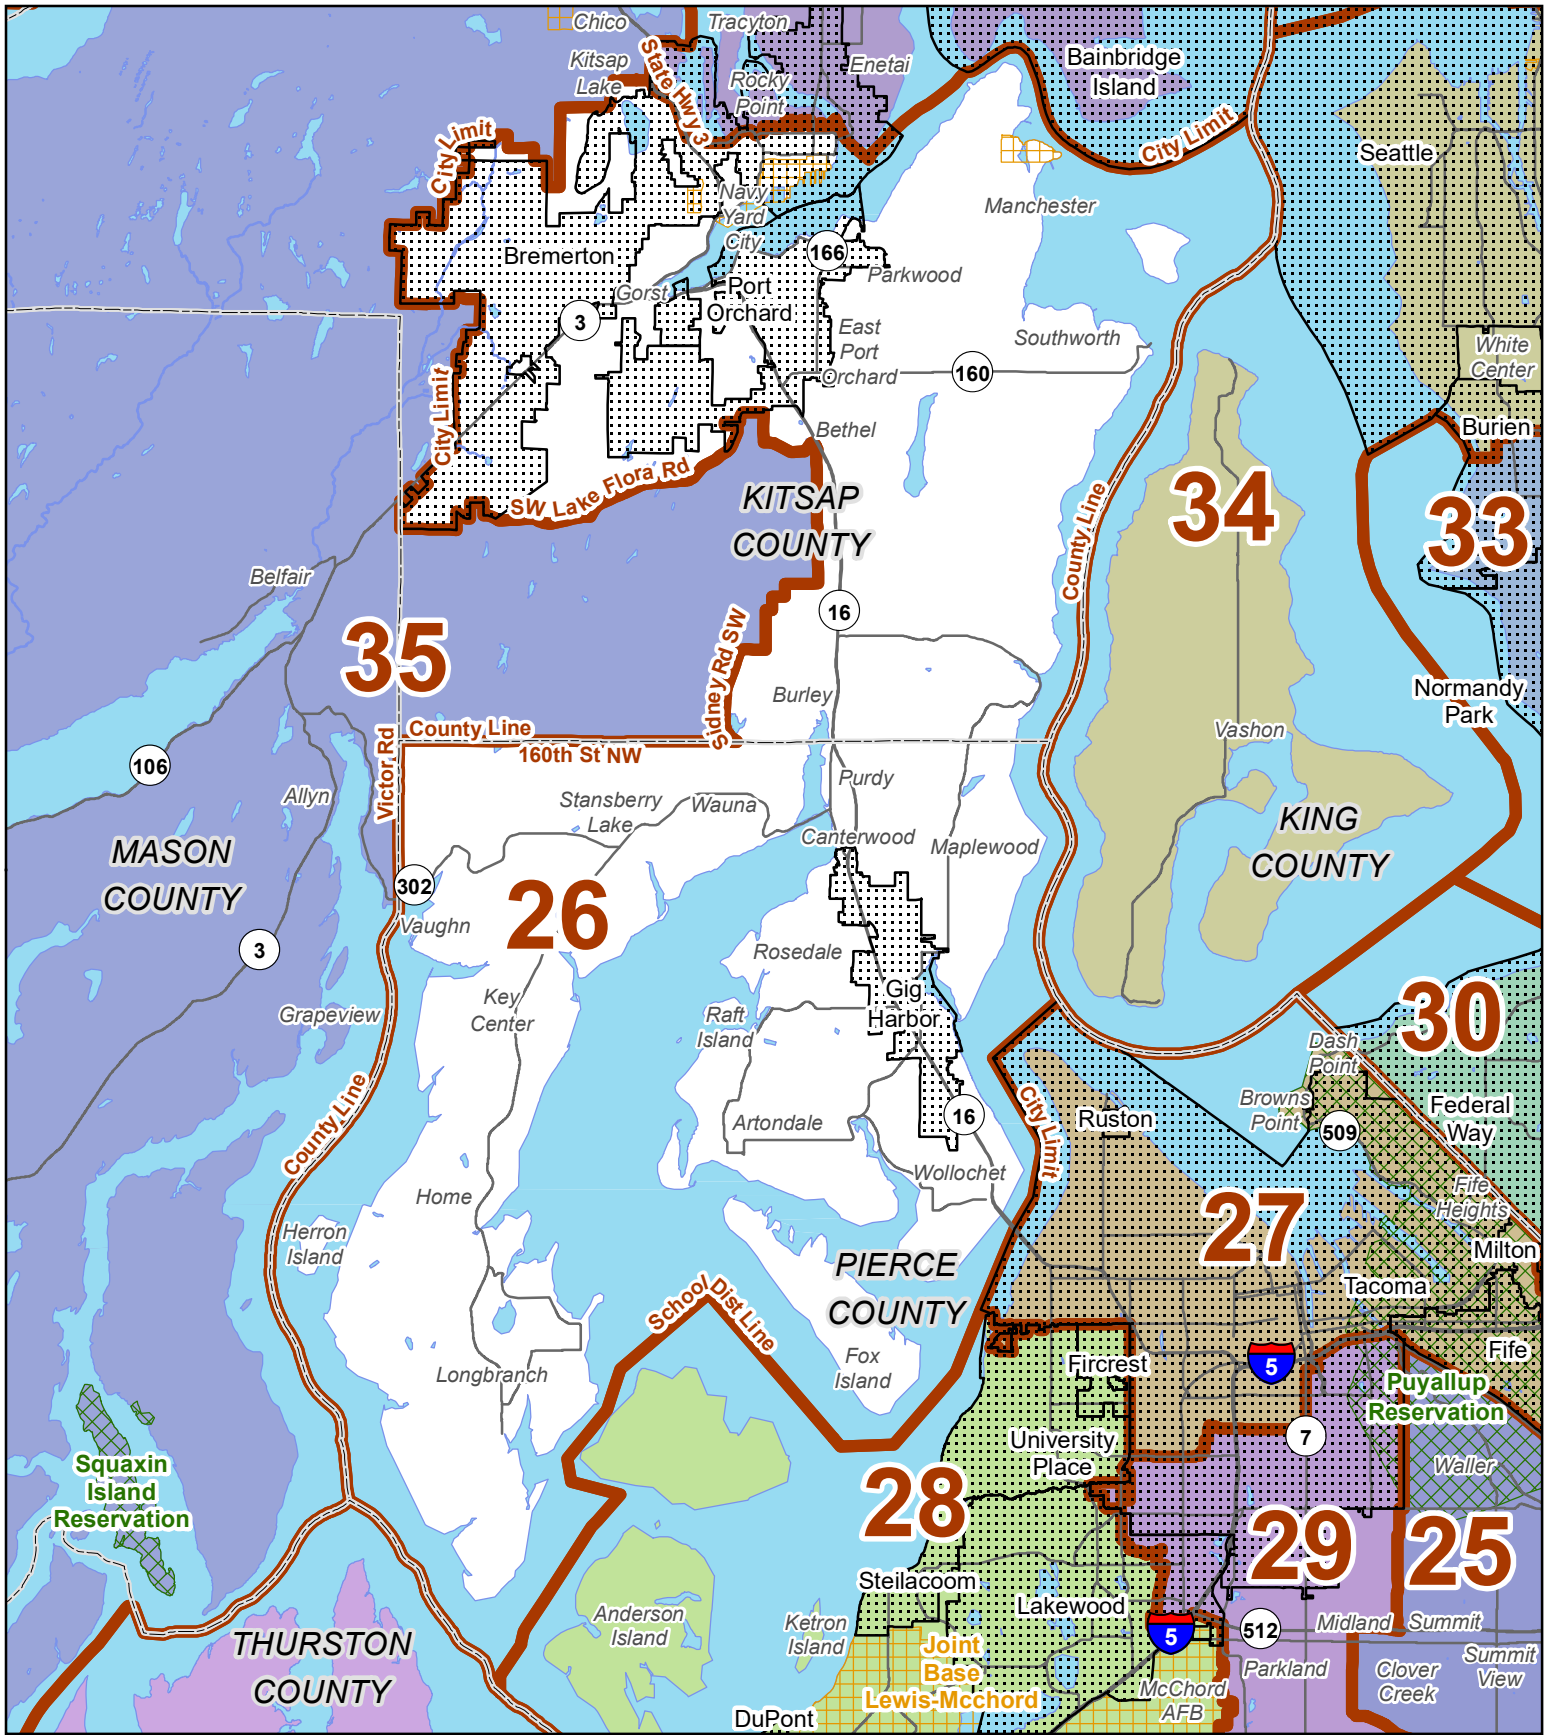 Chico
Tracyton
Kitsap
Lake
State Hwy 3
Rocky
Point
Enetai
Bainbridge
Island
City Limit
City Limit
Seattle
Navy
Yard
City
Manchester
Bremerton
166
Parkwood
Gorst
Port
Orchard
3
East
Port
Orchard
Southworth
160
White
Center
City Limit
Bethel
Burien
SW Lake Flora Rd
KITSAP
COUNTY
County Line
34
33
Belfair
35
16
Sidney Rd SW
Burley
Normandy
Park
County Line
160th St NW
Victor Rd
Vashon
106
Allyn
Stansberry
Lake
Wauna
Purdy
Canterwood
Maplewood
KING
COUNTY
MASON
COUNTY
302
Vaughn
26
3
Rosedale
Gig
Harbor
Key
Center
Grapeview
Raft
Island
30
Dash
Point
Browns
Point
509
Federal
Way
County Line
Artondale
16
City Limit
Ruston
Wollochet
Home
Herron
Island
Fife
Heights
27
Milton
PIERCE
COUNTY
Tacoma
School Dist Line
Fox
Island
Longbranch
Fircrest
5
Fife
Puyallup
Reservation
7
University
Place
Waller
Squaxin
Island
Reservation
28
29
25
Steilacoom
Lakewood
Anderson
Island
Ketron
Island
Joint
Base
Lewis-Mcchord
5
512
Midland
Summit
Summit
View
Parkland
Clover
Creek
McChord
AFB
THURSTON
COUNTY
DuPont